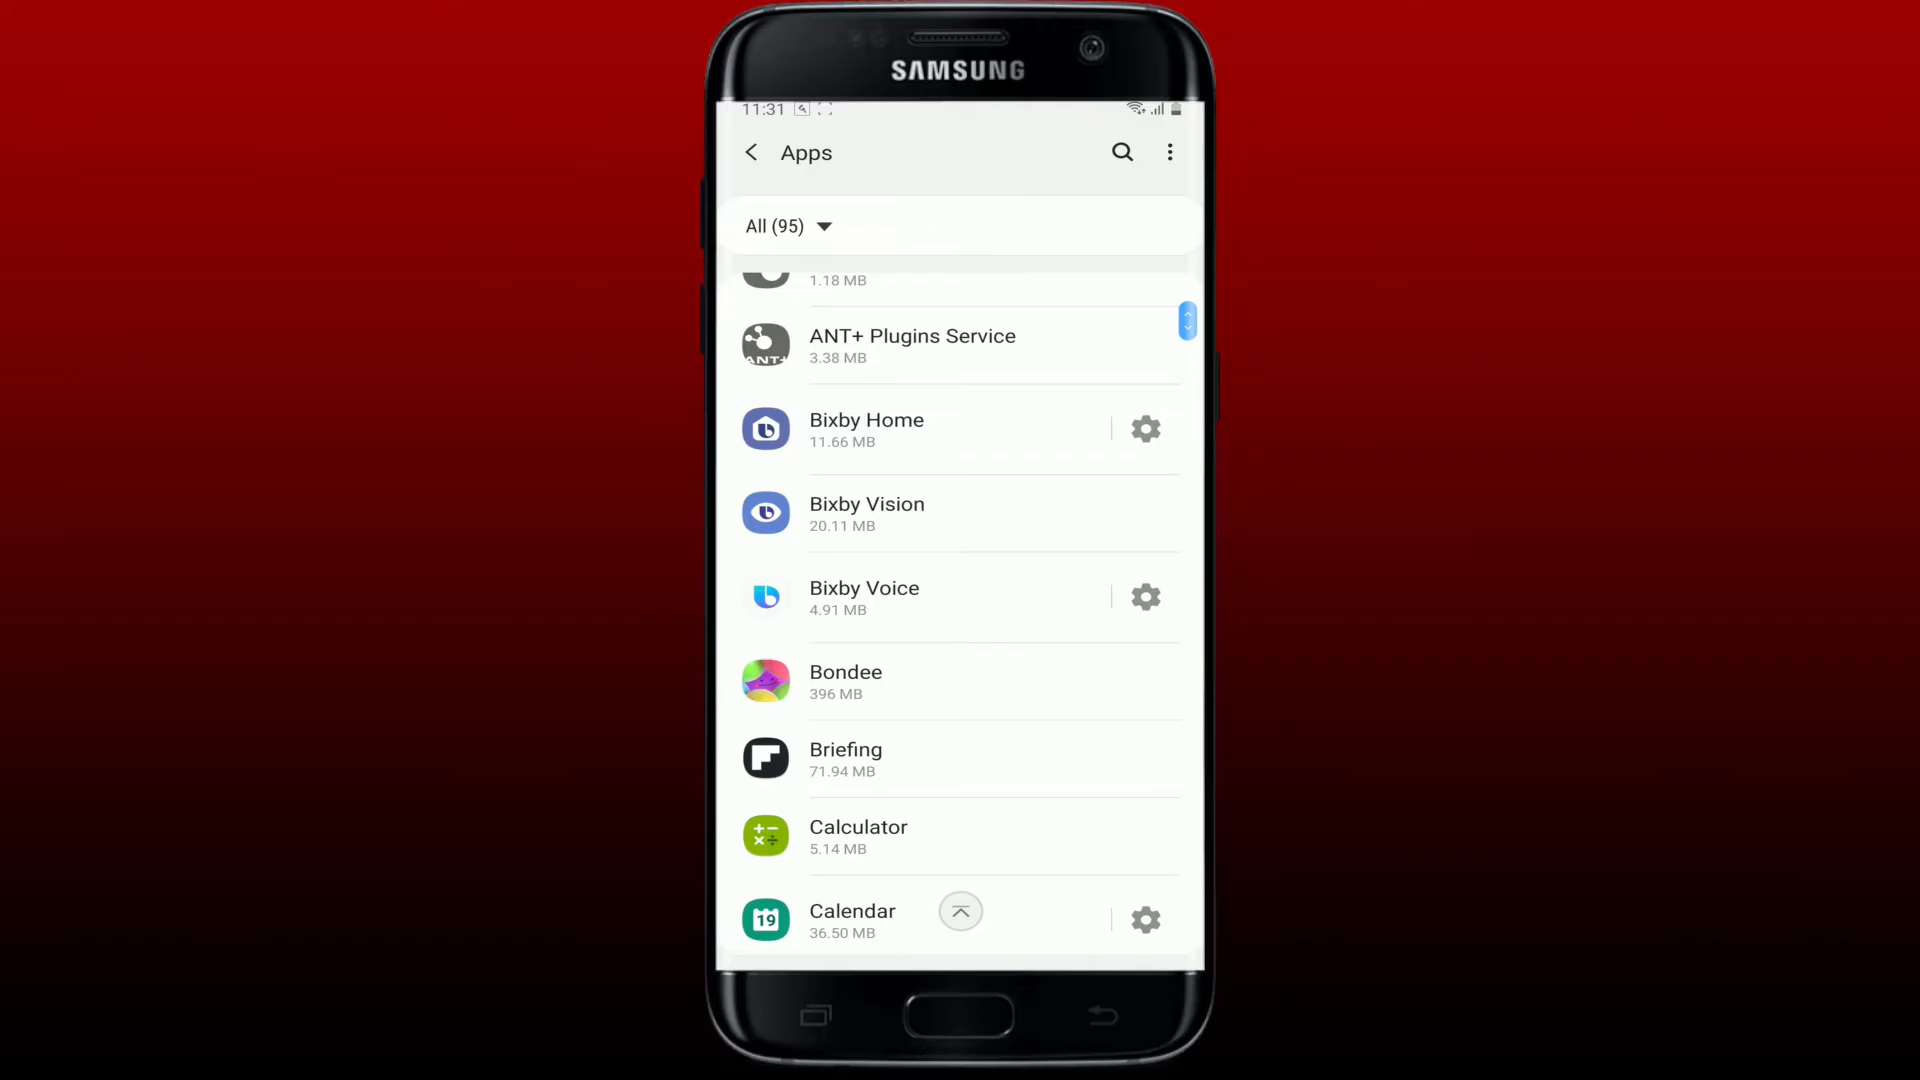 SAMSUNG
11:31
Apps
All (95)
1.18 MB
ANT+ Plugins Service
3.38 MB
ANT+
Bixby Home
11.66 MB
Bixby Vision
20.11 MB
Bixby Voice
4.91 MB
Bondee
396 MB
Briefing
71.94 MB
Calculator
5.14 MB
Calendar
36.50 MB
19